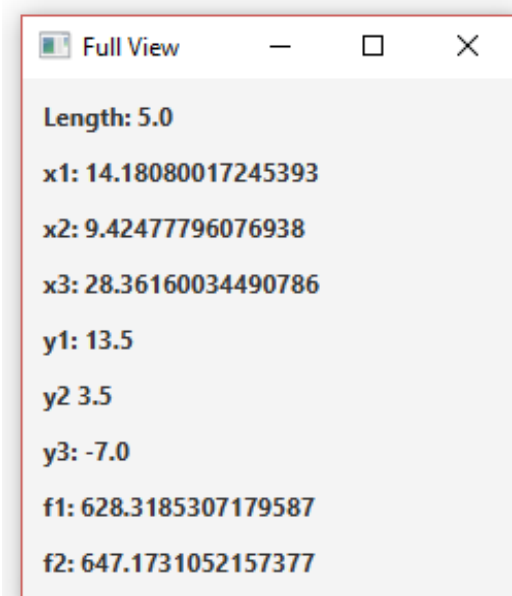 Full View
Length: 5.0
x1: 14.18080017245393
x2: 9.42477796076938
x3: 28.36160034490786
y1: 13.5
y2 3.5
y3: -7.0
f1: 628.3185307179587
f2: 647.1731052157377